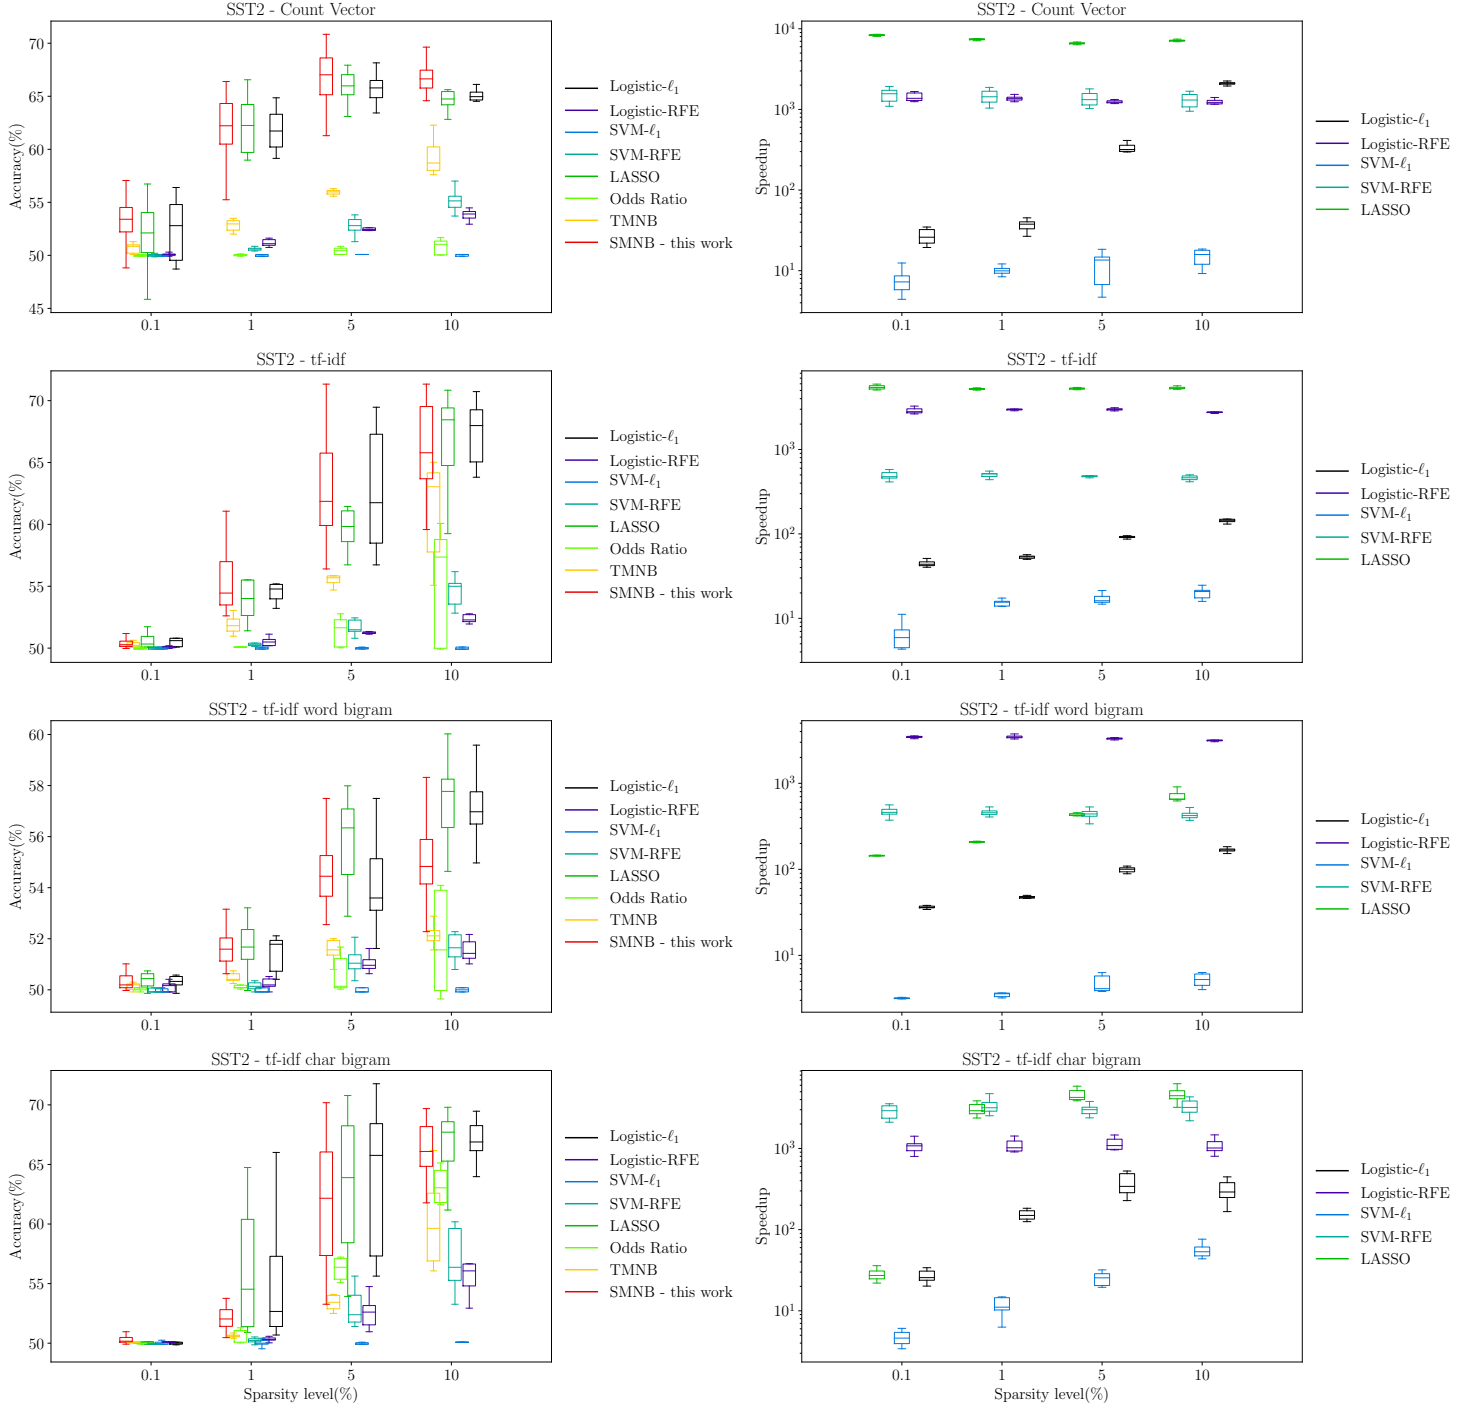 SST2 - Count Vector
Accuracy(%)
70
65
60
55
50
45
0.1
1
5
10
Logistic-ℓ₁
Logistic-RFE
SVM-ℓ₁
SVM-RFE
LASSO
Odds Ratio
TMNB
SMNB - this work
SST2 - Count Vector
Speedup
10⁴
10³
10²
10¹
0.1
1
5
10
Logistic-ℓ₁
Logistic-RFE
SVM-ℓ₁
SVM-RFE
LASSO
SST2 - tf-idf
Accuracy(%)
70
65
60
55
50
0.1
1
5
10
Logistic-ℓ₁
Logistic-RFE
SVM-ℓ₁
SVM-RFE
LASSO
Odds Ratio
TMNB
SMNB - this work
SST2 - tf-idf
Speedup
10³
10²
10¹
0.1
1
5
10
Logistic-ℓ₁
Logistic-RFE
SVM-ℓ₁
SVM-RFE
LASSO
SST2 - tf-idf word bigram
Accuracy(%)
60
58
56
54
52
50
0.1
1
5
10
Logistic-ℓ₁
Logistic-RFE
SVM-ℓ₁
SVM-RFE
LASSO
Odds Ratio
TMNB
SMNB - this work
SST2 - tf-idf word bigram
Speedup
10³
10²
10¹
0.1
1
5
10
Logistic-ℓ₁
Logistic-RFE
SVM-ℓ₁
SVM-RFE
LASSO
SST2 - tf-idf char bigram
Accuracy(%)
70
65
60
55
50
0.1
1
5
10
Sparsity level(%)
Logistic-ℓ₁
Logistic-RFE
SVM-ℓ₁
SVM-RFE
LASSO
Odds Ratio
TMNB
SMNB - this work
SST2 - tf-idf char bigram
Speedup
10³
10²
10¹
0.1
1
5
10
Sparsity level(%)
Logistic-ℓ₁
Logistic-RFE
SVM-ℓ₁
SVM-RFE
LASSO